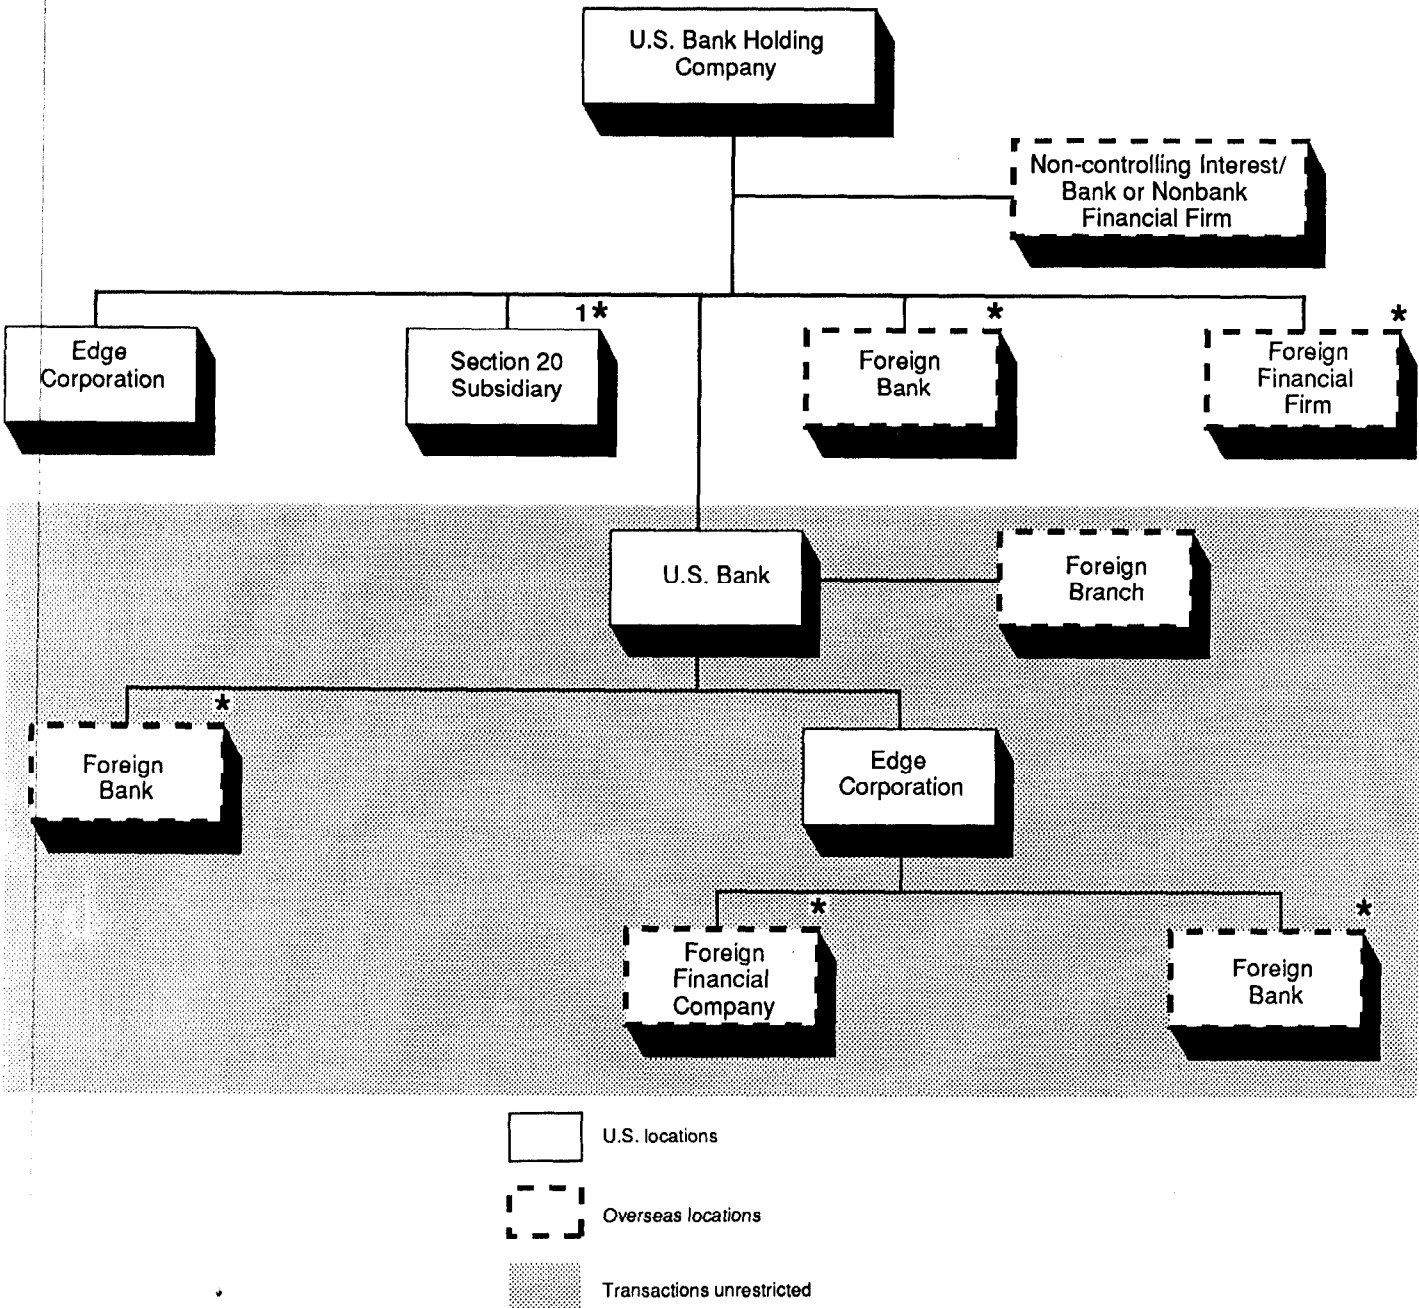 U.S. Bank Holding
Company
Non-controlling Interest/
Bank or Nonbank
Financial Firm
Edge
Corporation
1*
Section 20
Subsidiary
*
Foreign
Bank
*
Foreign
Financial
Firm
U.S. Bank
Foreign
Branch
*
Foreign
Bank
Edge
Corporation
*
Foreign
Financial
Company
*
Foreign
Bank
U.S. locations
Overseas locations
Transactions unrestricted